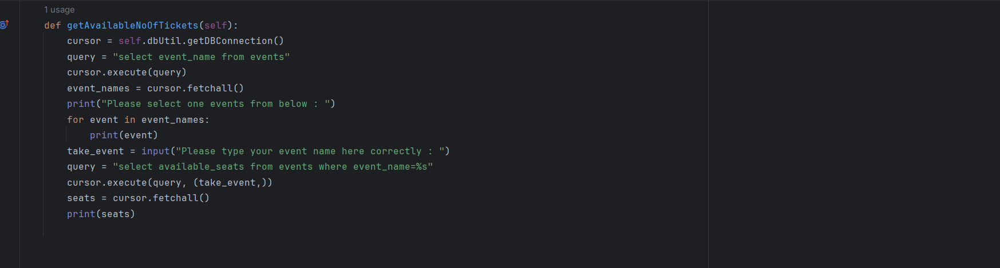 1 usage
def getAvailableNoOfTickets(self):
    cursor = self.dbUtil.getDBConnection()
    query = "select event_name from events"
    cursor.execute(query)
    event_names = cursor.fetchall()
    print("Please select one events from below : ")
    for event in event_names:
        print(event)
    take_event = input("Please type your event name here correctly : ")
    query = "select available_seats from events where event_name=%s"
    cursor.execute(query, (take_event,))
    seats = cursor.fetchall()
    print(seats)